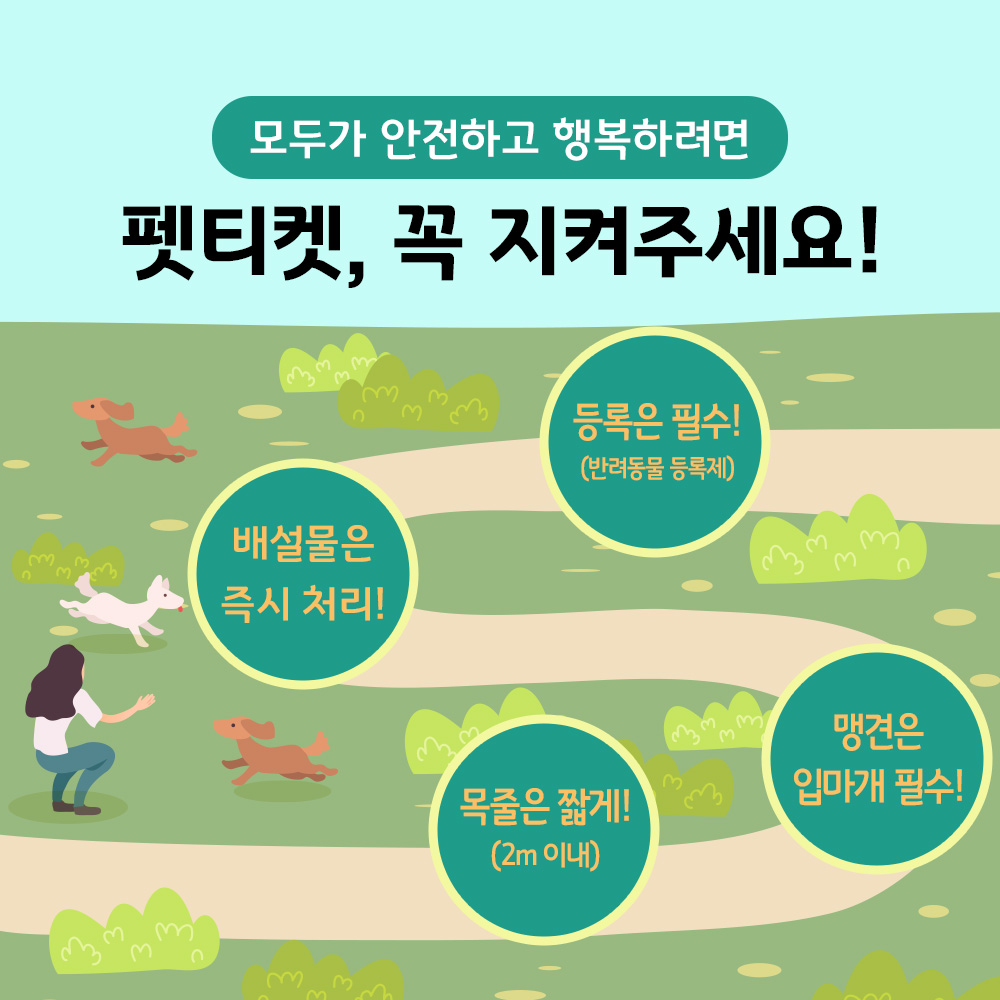 모두가 안전하고 행복하려면
펫티켓, 꼭 지켜주세요!
등록은 필수!
(반려동물 등록제)
배설물은
즉시 처리!
맹견은
입마개 필수!
목줄은 짧게!
(2m 이내)